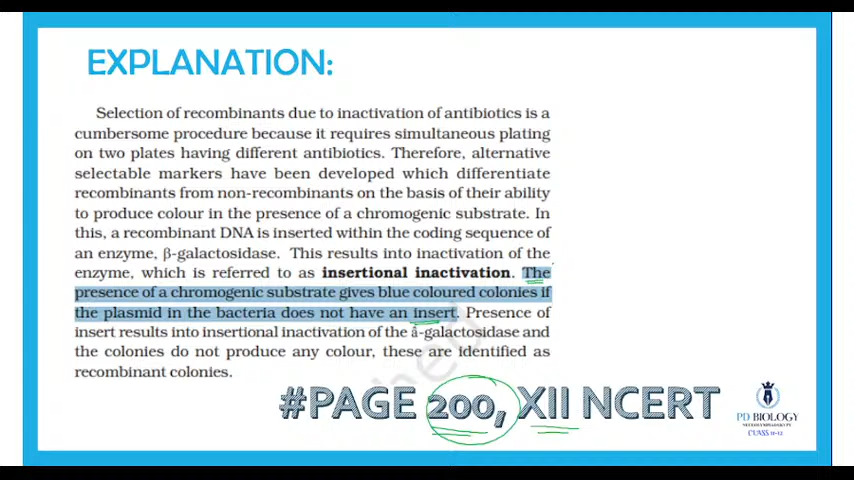 EXPLANATION:
Selection of recombinants due to inactivation of antibiotics is a
cumbersome procedure because it requires simultaneous plating
on two plates having different antibiotics. Therefore, alternative
selectable markers have been developed which differentiate
recombinants from non-recombinants on the basis of their ability
to produce colour in the presence of a chromogenic substrate. In
this, a recombinant DNA is inserted within the coding sequence of
an enzyme, β-galactosidase. This results into inactivation of the
enzyme, which is referred to as insertional inactivation. The
presence of a chromogenic substrate gives blue coloured colonies if
the plasmid in the bacteria does not have an insert. Presence of
insert results into insertional inactivation of the â-galactosidase and
the colonies do not produce any colour, these are identified as
recombinant colonies.
#PAGE 200, XII NCERT
PD BIOLOGY
CLASS 11-12